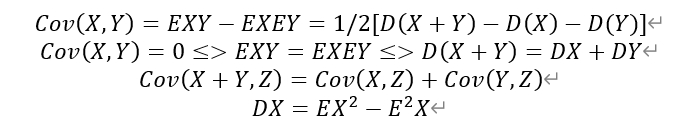 Cov(X,Y) = EXY − EXEY = 1/2[D(X + Y) − D(X) − D(Y)]↵
Cov(X,Y) = 0 ≤> EXY = EXEY ≤> D(X + Y) = DX + DY↵
Cov(X + Y,Z) = Cov(X,Z) + Cov(Y,Z)↵
DX = EX² − E²X↵